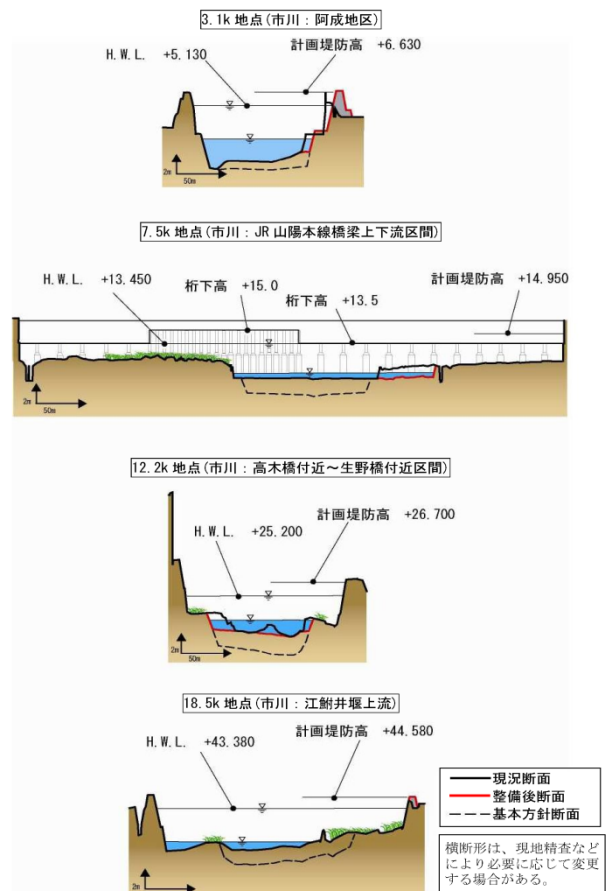 3.1k 地点(市川：阿成地区)
H.W.L. +5.130
計画堤防高 +6.630
2m
50m
7.5k 地点(市川：JR 山陽本線橋梁上下流区間)
H.W.L. +13.450
桁下高 +15.0
桁下高 +13.5
計画堤防高 +14.950
2m
50m
12.2k 地点(市川：高木橋付近～生野橋付近区間)
H.W.L. +25.200
計画堤防高 +26.700
2m
50m
18.5k 地点(市川：江鮒井堰上流)
H.W.L. +43.380
計画堤防高 +44.580
2m
50m
現況断面
整備後断面
基本方針断面
横断形は、現地精査など
により必要に応じて変更
する場合がある。